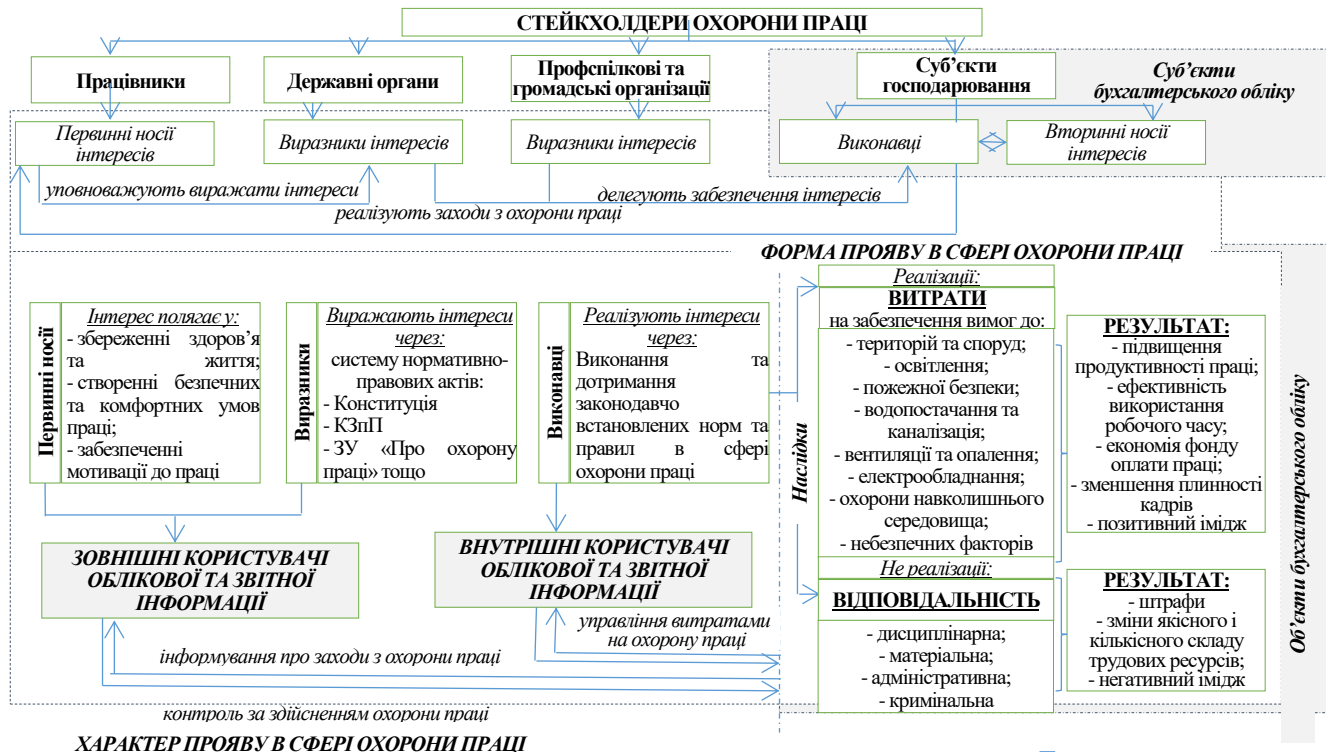 СТЕЙКХОЛДЕРИ ОХОРОНИ ПРАЦІ
Працівники
Державні органи
Профспілкові та
громадські організації
Суб’єкти
господарювання
Суб’єкти
бухгалтерського обліку
Первинні носії
інтересів
Виразники інтересів
Виразники інтересів
Виконавці
Вторинні носії
інтересів
уповноважують виражати інтереси
делегують забезпечення інтересів
реалізують заходи з охорони праці
ФОРМА ПРОЯВУ В СФЕРІ ОХОРОНИ ПРАЦІ
Первинні носії
Інтерес полягає у:
- збереженні здоров’я
та життя;
- створенні безпечних
та комфортних умов
праці;
- забезпеченні
мотивації до праці
Виразники
Виражають інтереси
через:
систему нормативно-
правових актів:
- Конституція
- КЗпП
- ЗУ «Про охорону
праці» тощо
Виконавці
Реалізують інтереси
через:
Виконання та
дотримання
законодавчо
встановлених норм та
правил в сфері
охорони праці
Наслідки
Реалізації:
ВИТРАТИ
на забезпечення вимог до:
- територій та споруд;
- освітлення;
- пожежної безпеки;
- водопостачання та
каналізація;
- вентиляції та опалення;
- електрообладнання;
- охорони навколишнього
середовища;
- небезпечних факторів
РЕЗУЛЬТАТ:
- підвищення
продуктивності праці;
- ефективність
використання
робочого часу;
- економія фонду
оплати праці;
- зменшення плинності
кадрів
- позитивний імідж
Об’єкти бухгалтерського обліку
ЗОВНІШНІ КОРИСТУВАЧІ
ОБЛІКОВОЇ ТА ЗВІТНОЇ
ІНФОРМАЦІЇ
ВНУТРІШНІ КОРИСТУВАЧІ
ОБЛІКОВОЇ ТА ЗВІТНОЇ
ІНФОРМАЦІЇ
Не реалізації:
ВІДПОВІДАЛЬНІСТЬ
- дисциплінарна;
- матеріальна;
- адміністративна;
- кримінальна
РЕЗУЛЬТАТ:
- штрафи
- зміни якісного і
кількісного складу
трудових ресурсів;
- негативний імідж
управління витратами
на охорону праці
інформування про заходи з охорони праці
контроль за здійсненням охорони праці
ХАРАКТЕР ПРОЯВУ В СФЕРІ ОХОРОНИ ПРАЦІ